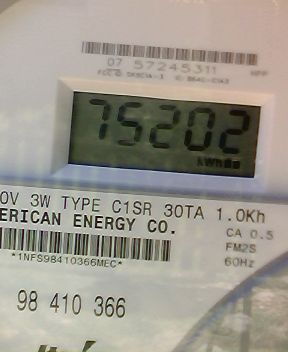 07 57245311
75202
kWh
0V 3W TYPE C1SR 30TA 1.0Kh
ERICAN ENERGY CO.
CA 0.5
FM2S
60Hz
*1NFS98410366MEC*
98 410 366